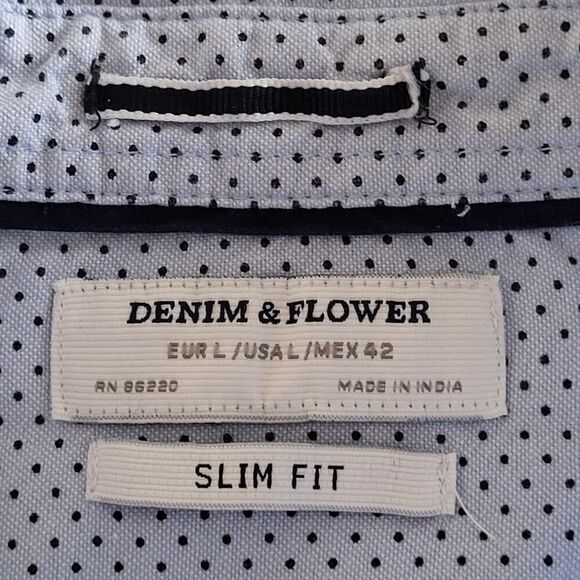 DENIM & FLOWER
EUR L / USA L / MEX 42
RN 86220 MADE IN INDIA
SLIM FIT